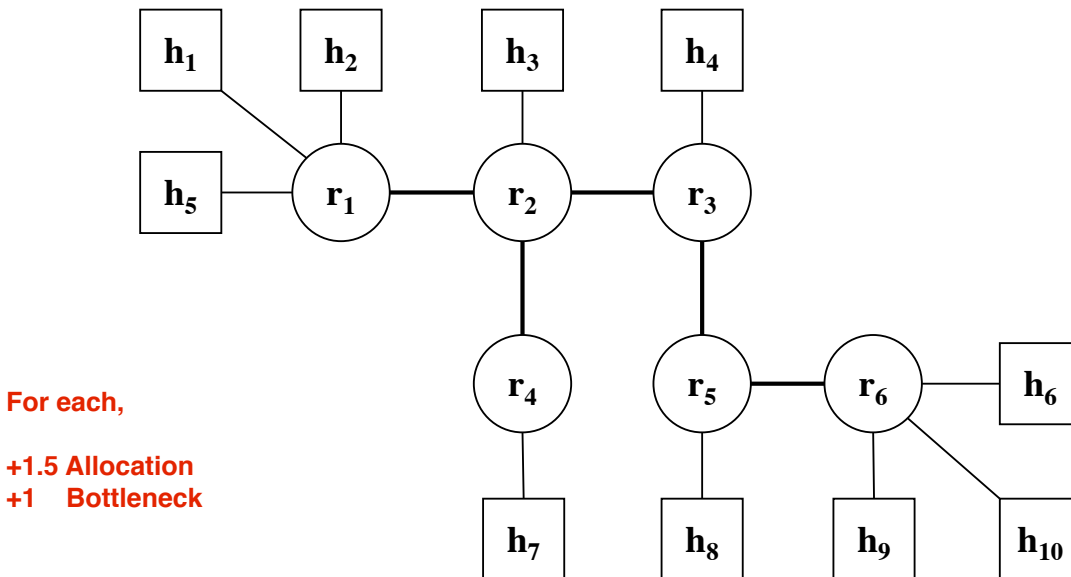 h₁ h₂ h₃ h₄
h₅ r₁ r₂ r₃
r₄ r₅ r₆ h₆
For each,
+1.5 Allocation
+1 Bottleneck
h₇ h₈ h₉ h₁₀